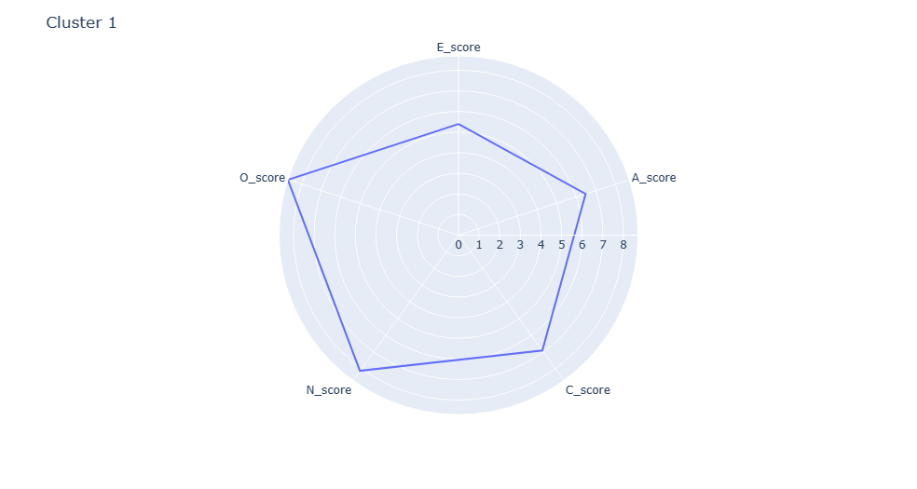 Cluster 1
E_score
O_score
A_score
0 1 2 3 4 5 6 7 8
N_score
C_score